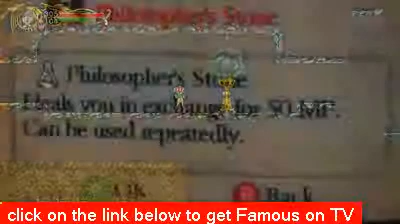 Philosopher's Stone
Philosopher's Stone
Heals you in exchange for 50 MP.
Can be used repeatedly.
Back
click on the link below to get Famous on TV